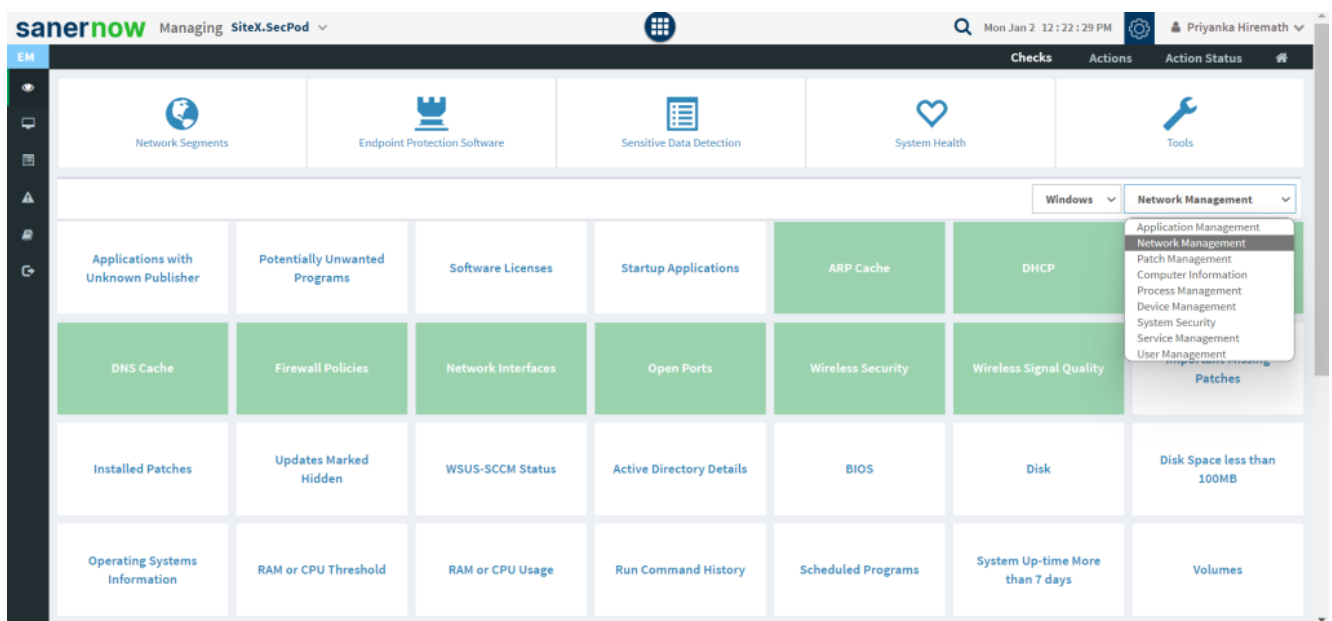 sanernow Managing SiteX.SecPod
Mon Jan 2 12:22:29 PM
Priyanka Hiremath
EM
Checks Actions Action Status
Network Segments
Endpoint Protection Software
Sensitive Data Detection
System Health
Tools
Windows
Network Management
Application Management
Network Management
Patch Management
Computer Information
Process Management
Device Management
System Security
Service Management
User Management
Applications with
Unknown Publisher
Potentially Unwanted
Programs
Software Licenses
Startup Applications
ARP Cache
DHCP
DNS Cache
Firewall Policies
Network Interfaces
Open Ports
Wireless Security
Wireless Signal Quality
Important Missing
Patches
Installed Patches
Updates Marked
Hidden
WSUS-SCCM Status
Active Directory Details
BIOS
Disk
Disk Space less than
100MB
Operating Systems
Information
RAM or CPU Threshold
RAM or CPU Usage
Run Command History
Scheduled Programs
System Up-time More
than 7 days
Volumes